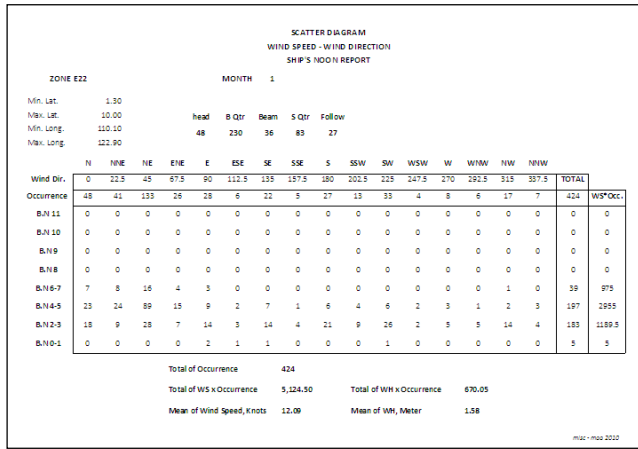 SCATTER DIAGRAM
WIND SPEED - WIND DIRECTION
SHIP'S NOON REPORT
ZONE E22 MONTH 1
Min. Lat. 1.30
Max. Lat. 10.00 head B Qtr Beam S Qtr Follow
Min. Long. 110.10 48 230 36 83 27
Max. Long. 122.90
N NNE NE ENE E ESE SE SSE S SSW SW WSW W WNW NW NNW
Wind Dir. 0 22.5 45 67.5 90 112.5 135 157.5 180 202.5 225 247.5 270 292.5 315 337.5 TOTAL
Occurrence 48 41 133 26 28 6 22 5 27 13 33 4 8 6 17 7 424 WS*Occ.
B.N 11 0 0 0 0 0 0 0 0 0 0 0 0 0 0 0 0 0 0
B.N 10 0 0 0 0 0 0 0 0 0 0 0 0 0 0 0 0 0 0
B.N 9 0 0 0 0 0 0 0 0 0 0 0 0 0 0 0 0 0 0
B.N 8 0 0 0 0 0 0 0 0 0 0 0 0 0 0 0 0 0 0
B.N 6-7 7 8 16 4 3 0 0 0 0 0 0 0 0 0 1 0 39 975
B.N 4-5 23 24 89 15 9 2 7 1 6 4 6 2 3 1 2 3 197 2955
B.N 2-3 18 9 28 7 14 3 14 4 21 9 26 2 5 5 14 4 183 1189.5
B.N 0-1 0 0 0 0 2 1 1 0 0 0 1 0 0 0 0 0 5 5
Total of Occurrence 424
Total of WS x Occurrence 5,124.50 Total of WH x Occurrence 670.05
Mean of Wind Speed, Knots 12.09 Mean of WH, Meter 1.58
misc - maa 2010